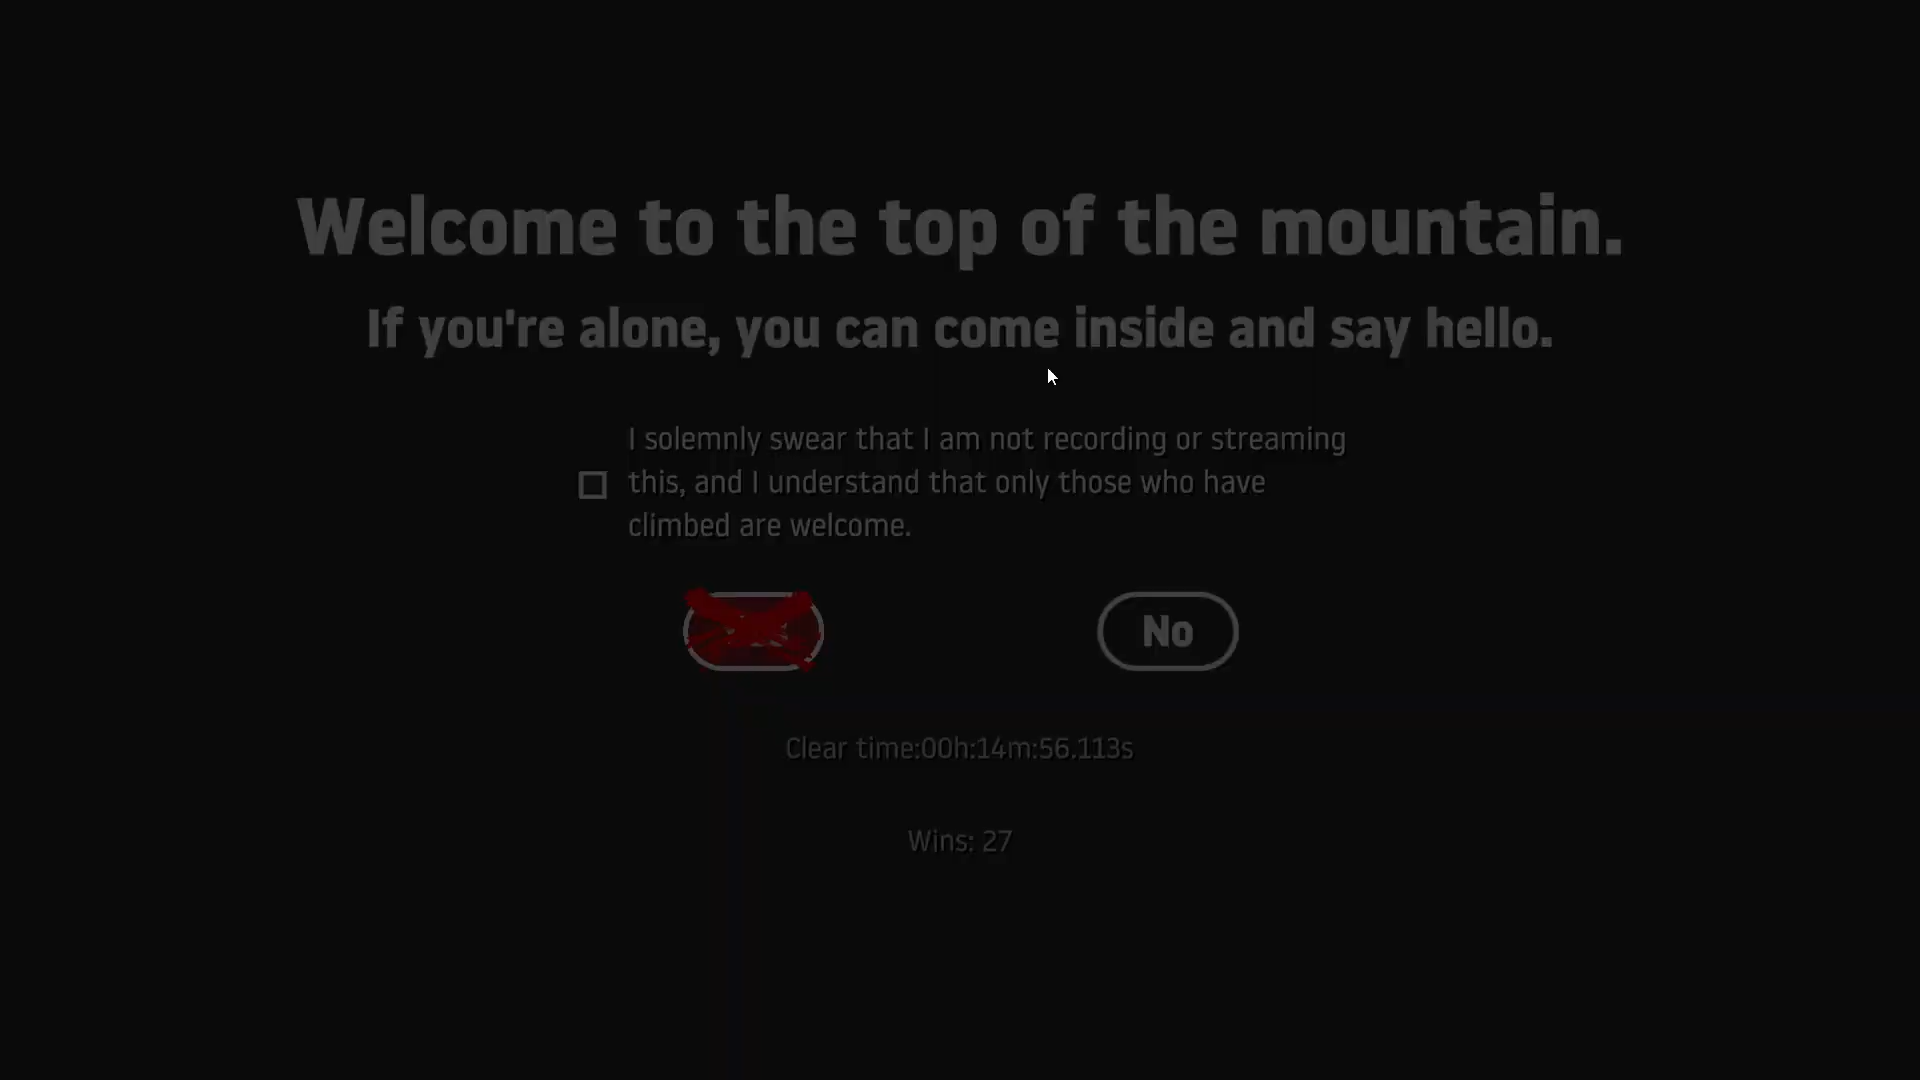 Welcome to the top of the mountain.
If you're alone, you can come inside and say hello.
I solemnly swear that I am not recording or streaming
this, and I understand that only those who have
climbed are welcome.
No
Clear time:00h:14m:56.113s
Wins: 27